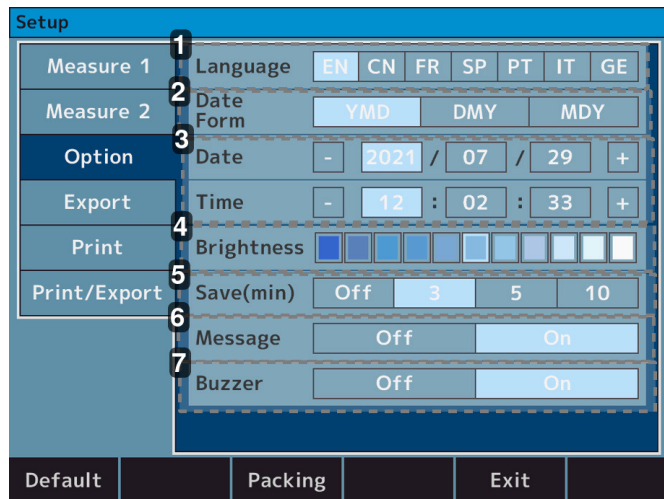 Setup
1
Measure 1
Language EN CN FR SP PT IT GE
2
Measure 2
Date Form YMD DMY MDY
3
Option
Date - 2021 / 07 / 29 +
Export
Time - 12 : 02 : 33 +
4
Print
Brightness
5
Print/Export
Save(min) Off 3 5 10
6
Message Off On
7
Buzzer Off On
Default Packing Exit